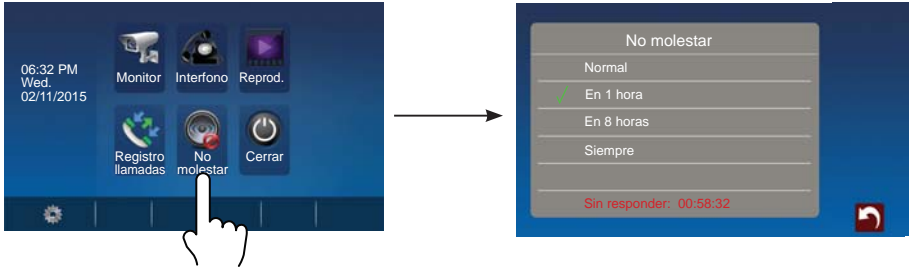 06:32 PM
Wed.
02/11/2015
Monitor
Interfono
Reprod.
Registro
llamadas
No
molestar
Cerrar
No molestar
Normal
En 1 hora
En 8 horas
Siempre
Sin responder: 00:58:32